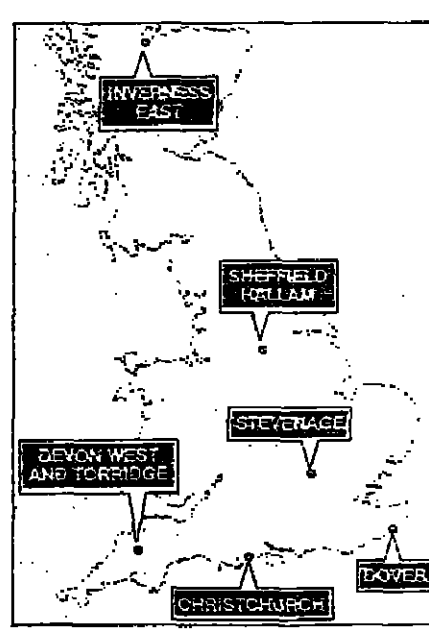 INVERNESS
EAST
SHEFFIELD
HALLAM
STEVENAGE
DEVON WEST
AND TORRIDGE
DOVER
CHRISTCHURCH